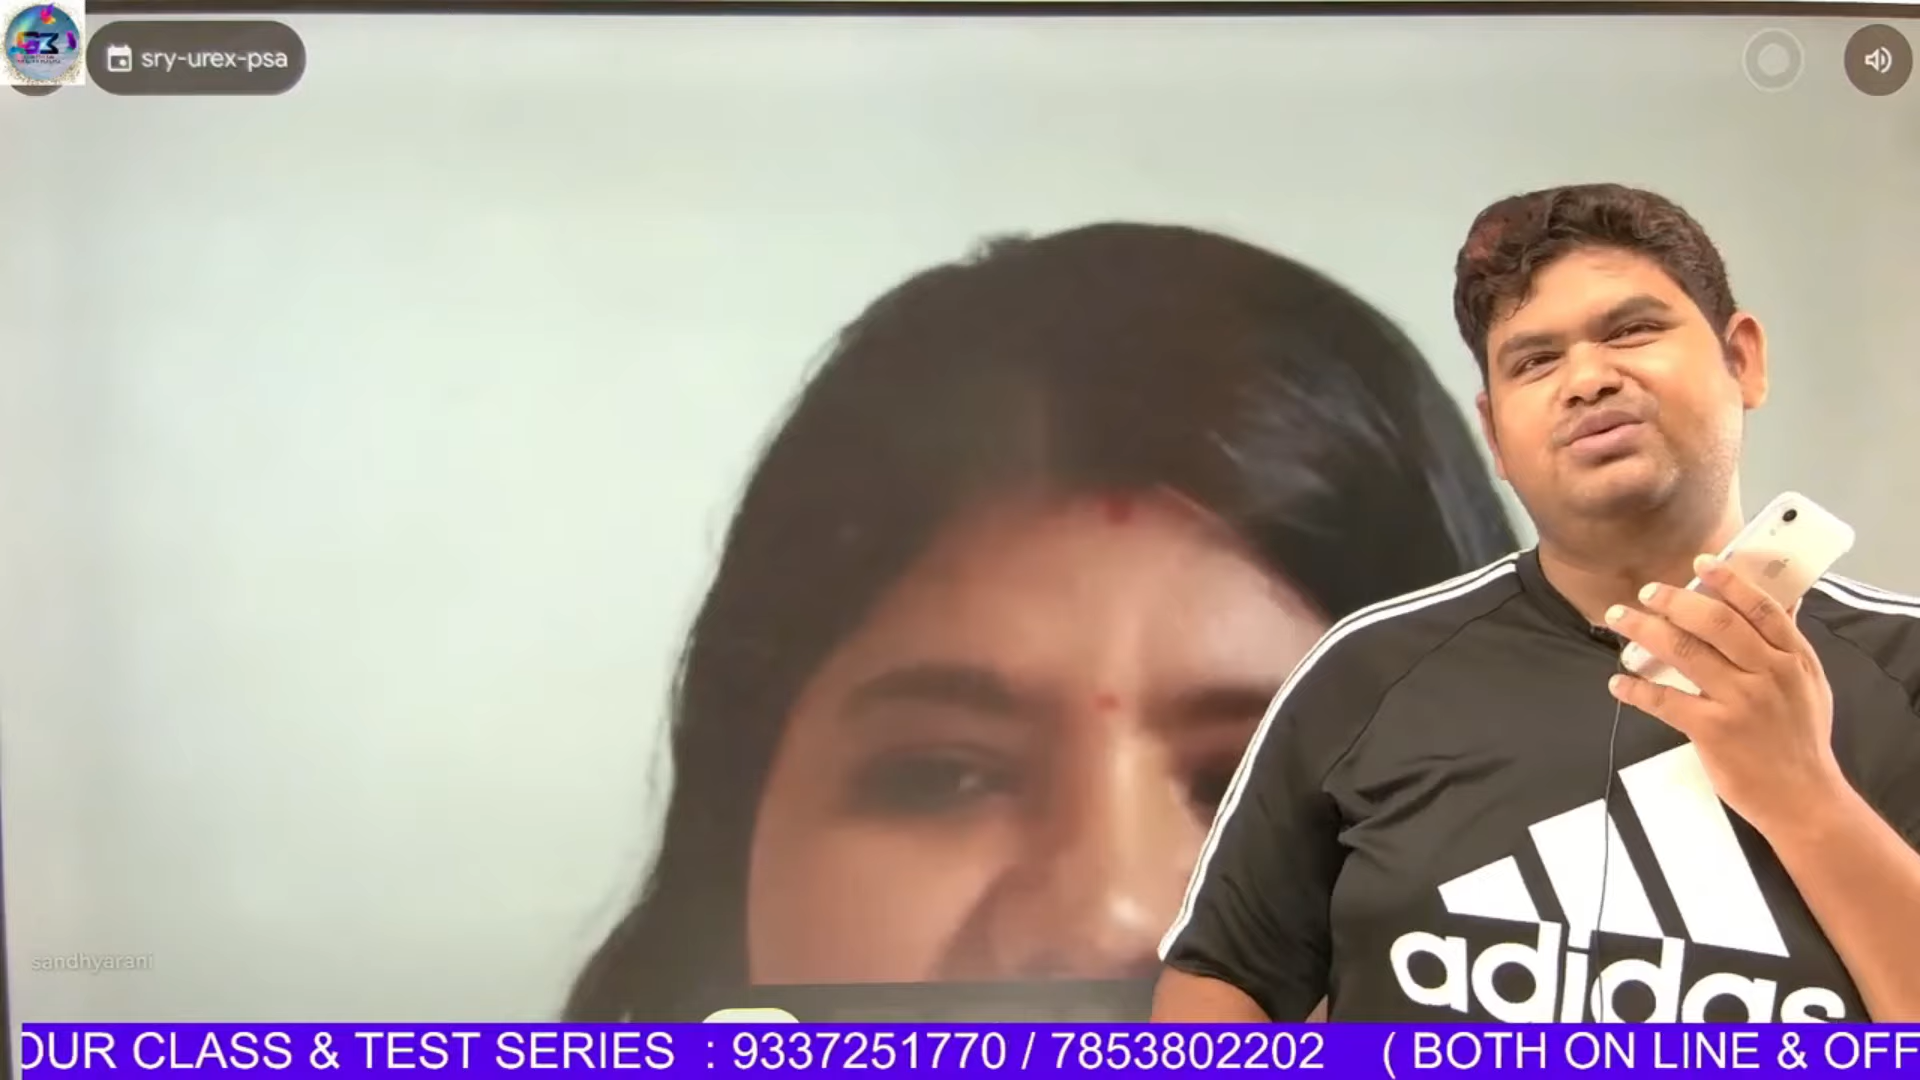 sry-urex-psa
sandhyarani
adidas
OUR CLASS & TEST SERIES : 9337251770 / 7853802202 ( BOTH ON LINE & OFF